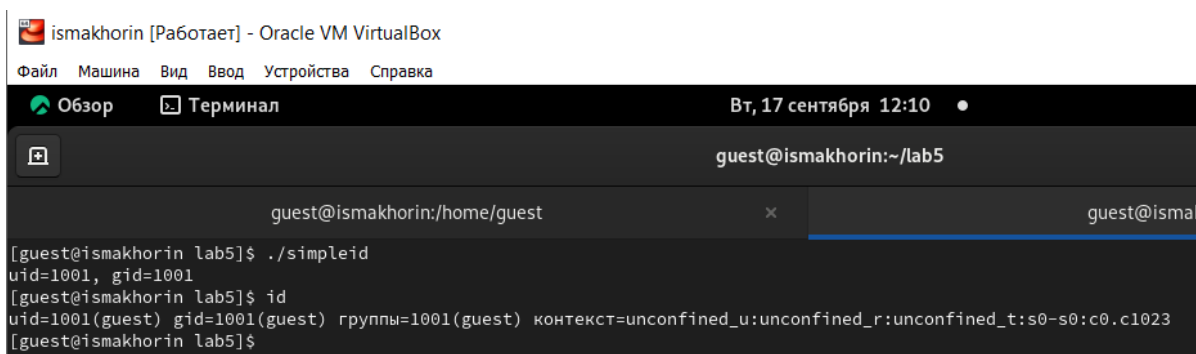 ismakhorin [Работает] - Oracle VM VirtualBox
Файл Машина Вид Ввод Устройства Справка
Обзор Терминал Вт, 17 сентября 12:10
guest@ismakhorin:~/lab5
guest@ismakhorin:/home/guest × guest@ismal
[guest@ismakhorin lab5]$ ./simpleid
uid=1001, gid=1001
[guest@ismakhorin lab5]$ id
uid=1001(guest) gid=1001(guest) группы=1001(guest) контекст=unconfined_u:unconfined_r:unconfined_t:s0-s0:c0.c1023
[guest@ismakhorin lab5]$